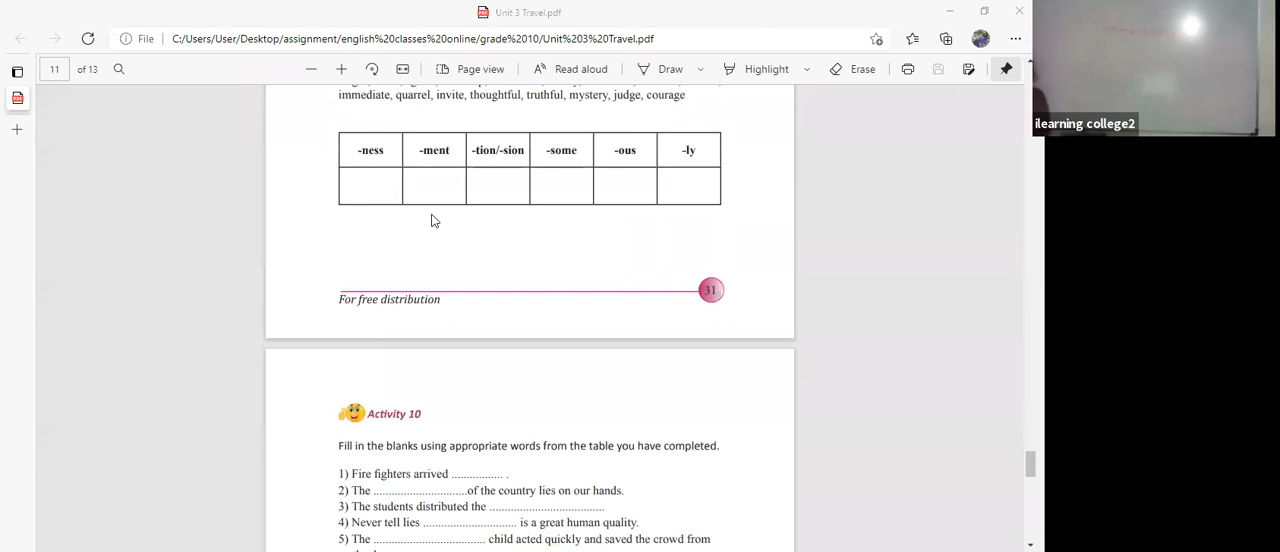 Unit 3 Travel.pdf
File C:/Users/User/Desktop/assignment/english%20classes%20online/grade%2010/Unit%203%20Travel.pdf
11 of 13 Page view Read aloud Draw Highlight Erase
immediate, quarrel, invite, thoughtful, truthful, mystery, judge, courage
-ness -ment -tion/-sion -some -ous -ly
31
For free distribution
Activity 10
Fill in the blanks using appropriate words from the table you have completed.
1) Fire fighters arrived ................. .
2) The ...............................of the country lies on our hands.
3) The students distributed the ......................................
4) Never tell lies ............................... is a great human quality.
5) The ..................................... child acted quickly and saved the crowd from
ilearning college2